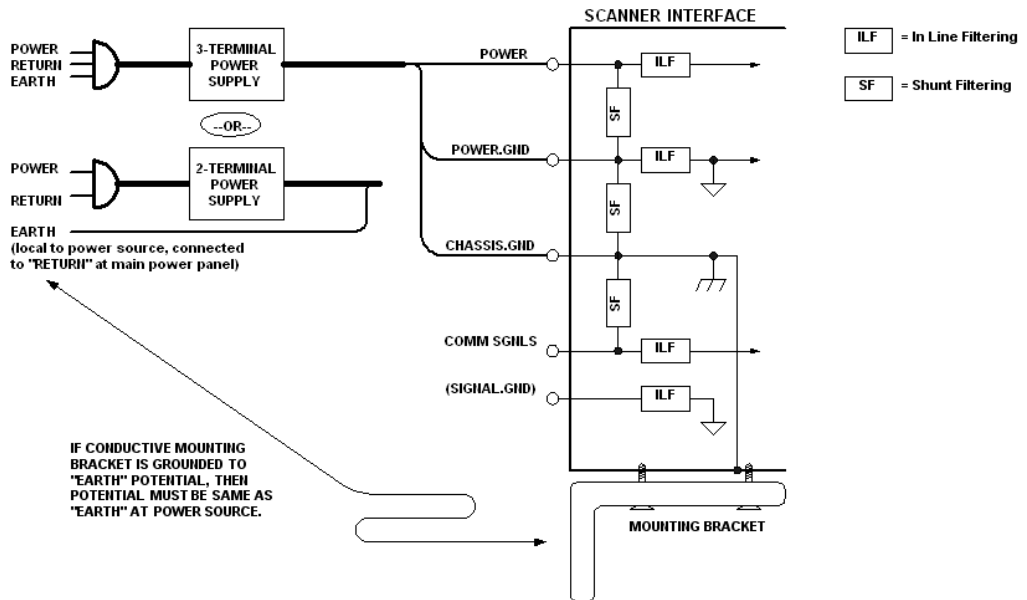 SCANNER INTERFACE
POWER
RETURN
EARTH
3-TERMINAL
POWER
SUPPLY
POWER
ILF
ILF = In Line Filtering
SF = Shunt Filtering
--OR--
SF
POWER
RETURN
2-TERMINAL
POWER
SUPPLY
POWER.GND
ILF
EARTH
(local to power source, connected
to "RETURN" at main power panel)
SF
CHASSIS.GND
SF
COMM SGNLS
ILF
(SIGNAL.GND)
ILF
IF CONDUCTIVE MOUNTING
BRACKET IS GROUNDED TO
"EARTH" POTENTIAL, THEN
POTENTIAL MUST BE SAME AS
"EARTH" AT POWER SOURCE.
MOUNTING BRACKET